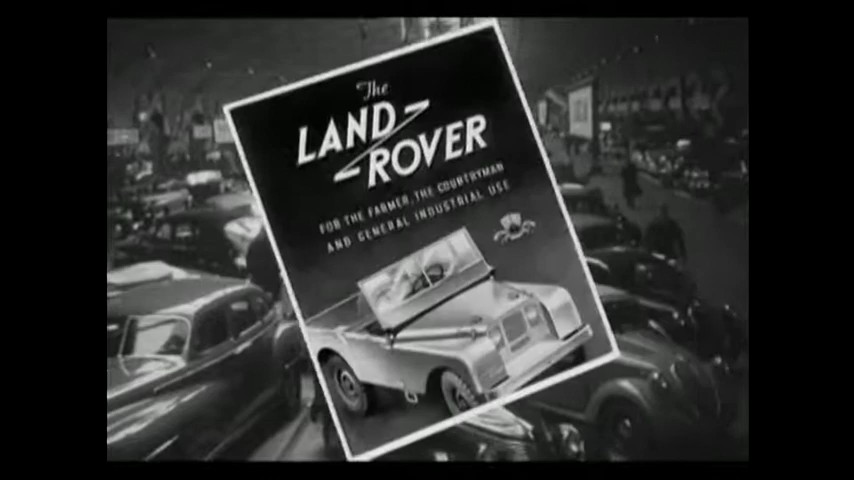 The
LAND
ROVER
FOR THE FARMER, THE COUNTRYMAN
AND GENERAL INDUSTRIAL USE